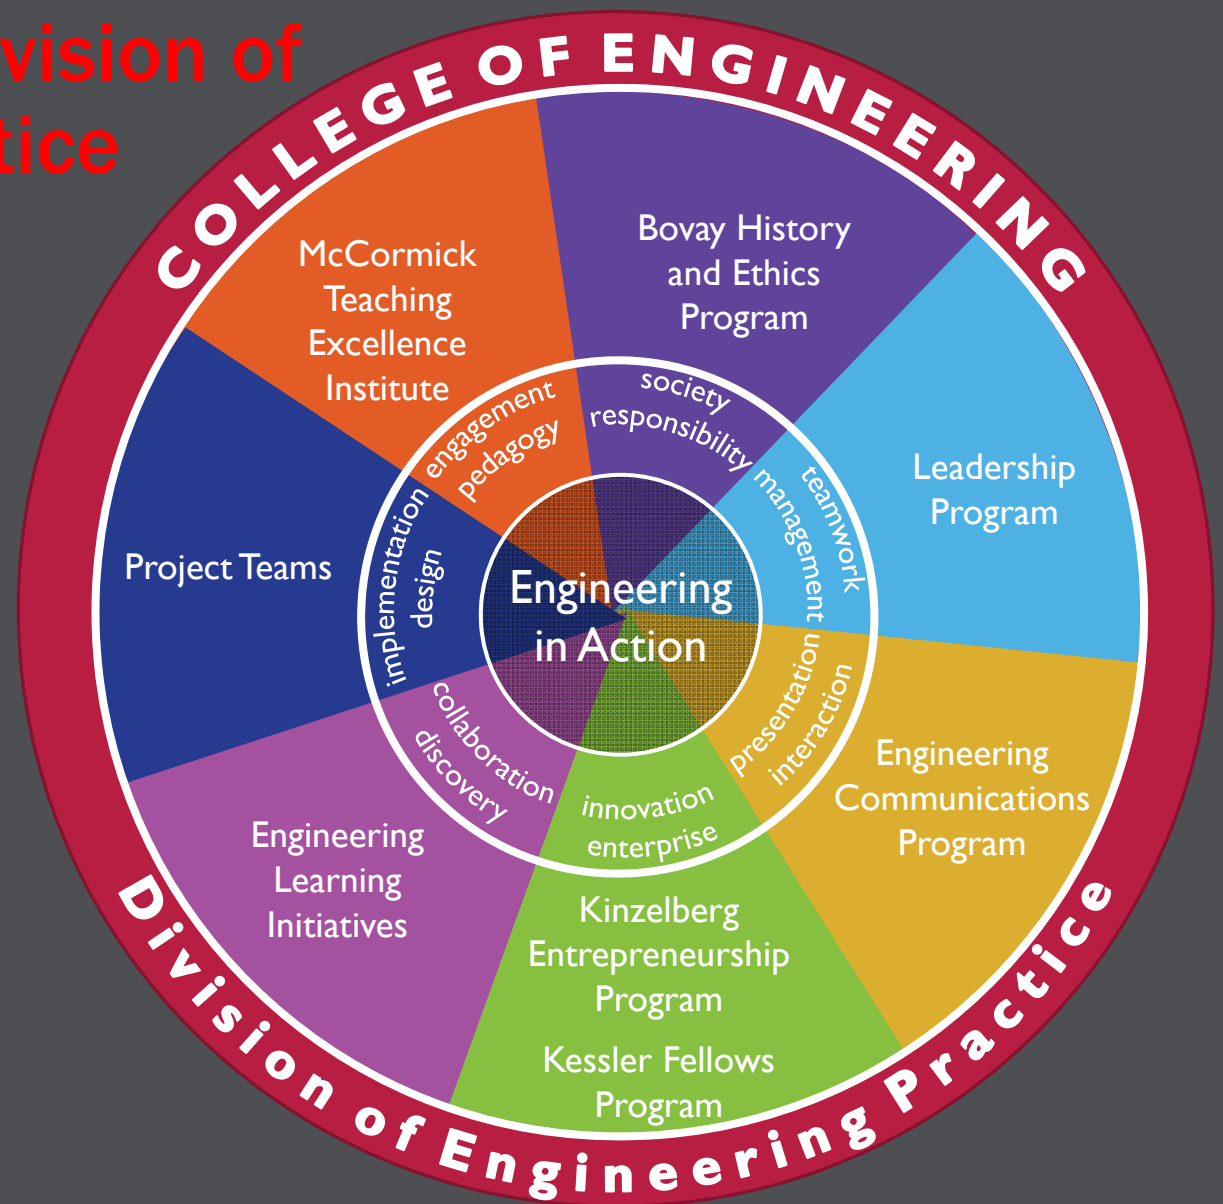 vision of
tice
COLLEGE OF ENGINEERING
McCormick
Teaching
Excellence
Institute
Bovay History
and Ethics
Program
Leadership
Program
Engineering
Communications
Program
Kinzelberg
Entrepreneurship
Program
Kessler Fellows
Program
Engineering
Learning
Initiatives
Project Teams
engagement
pedagogy
society
responsibility
teamwork
management
presentation
interaction
innovation
enterprise
collaboration
discovery
implementation
design
Engineering
in Action
Division of Engineering Practice